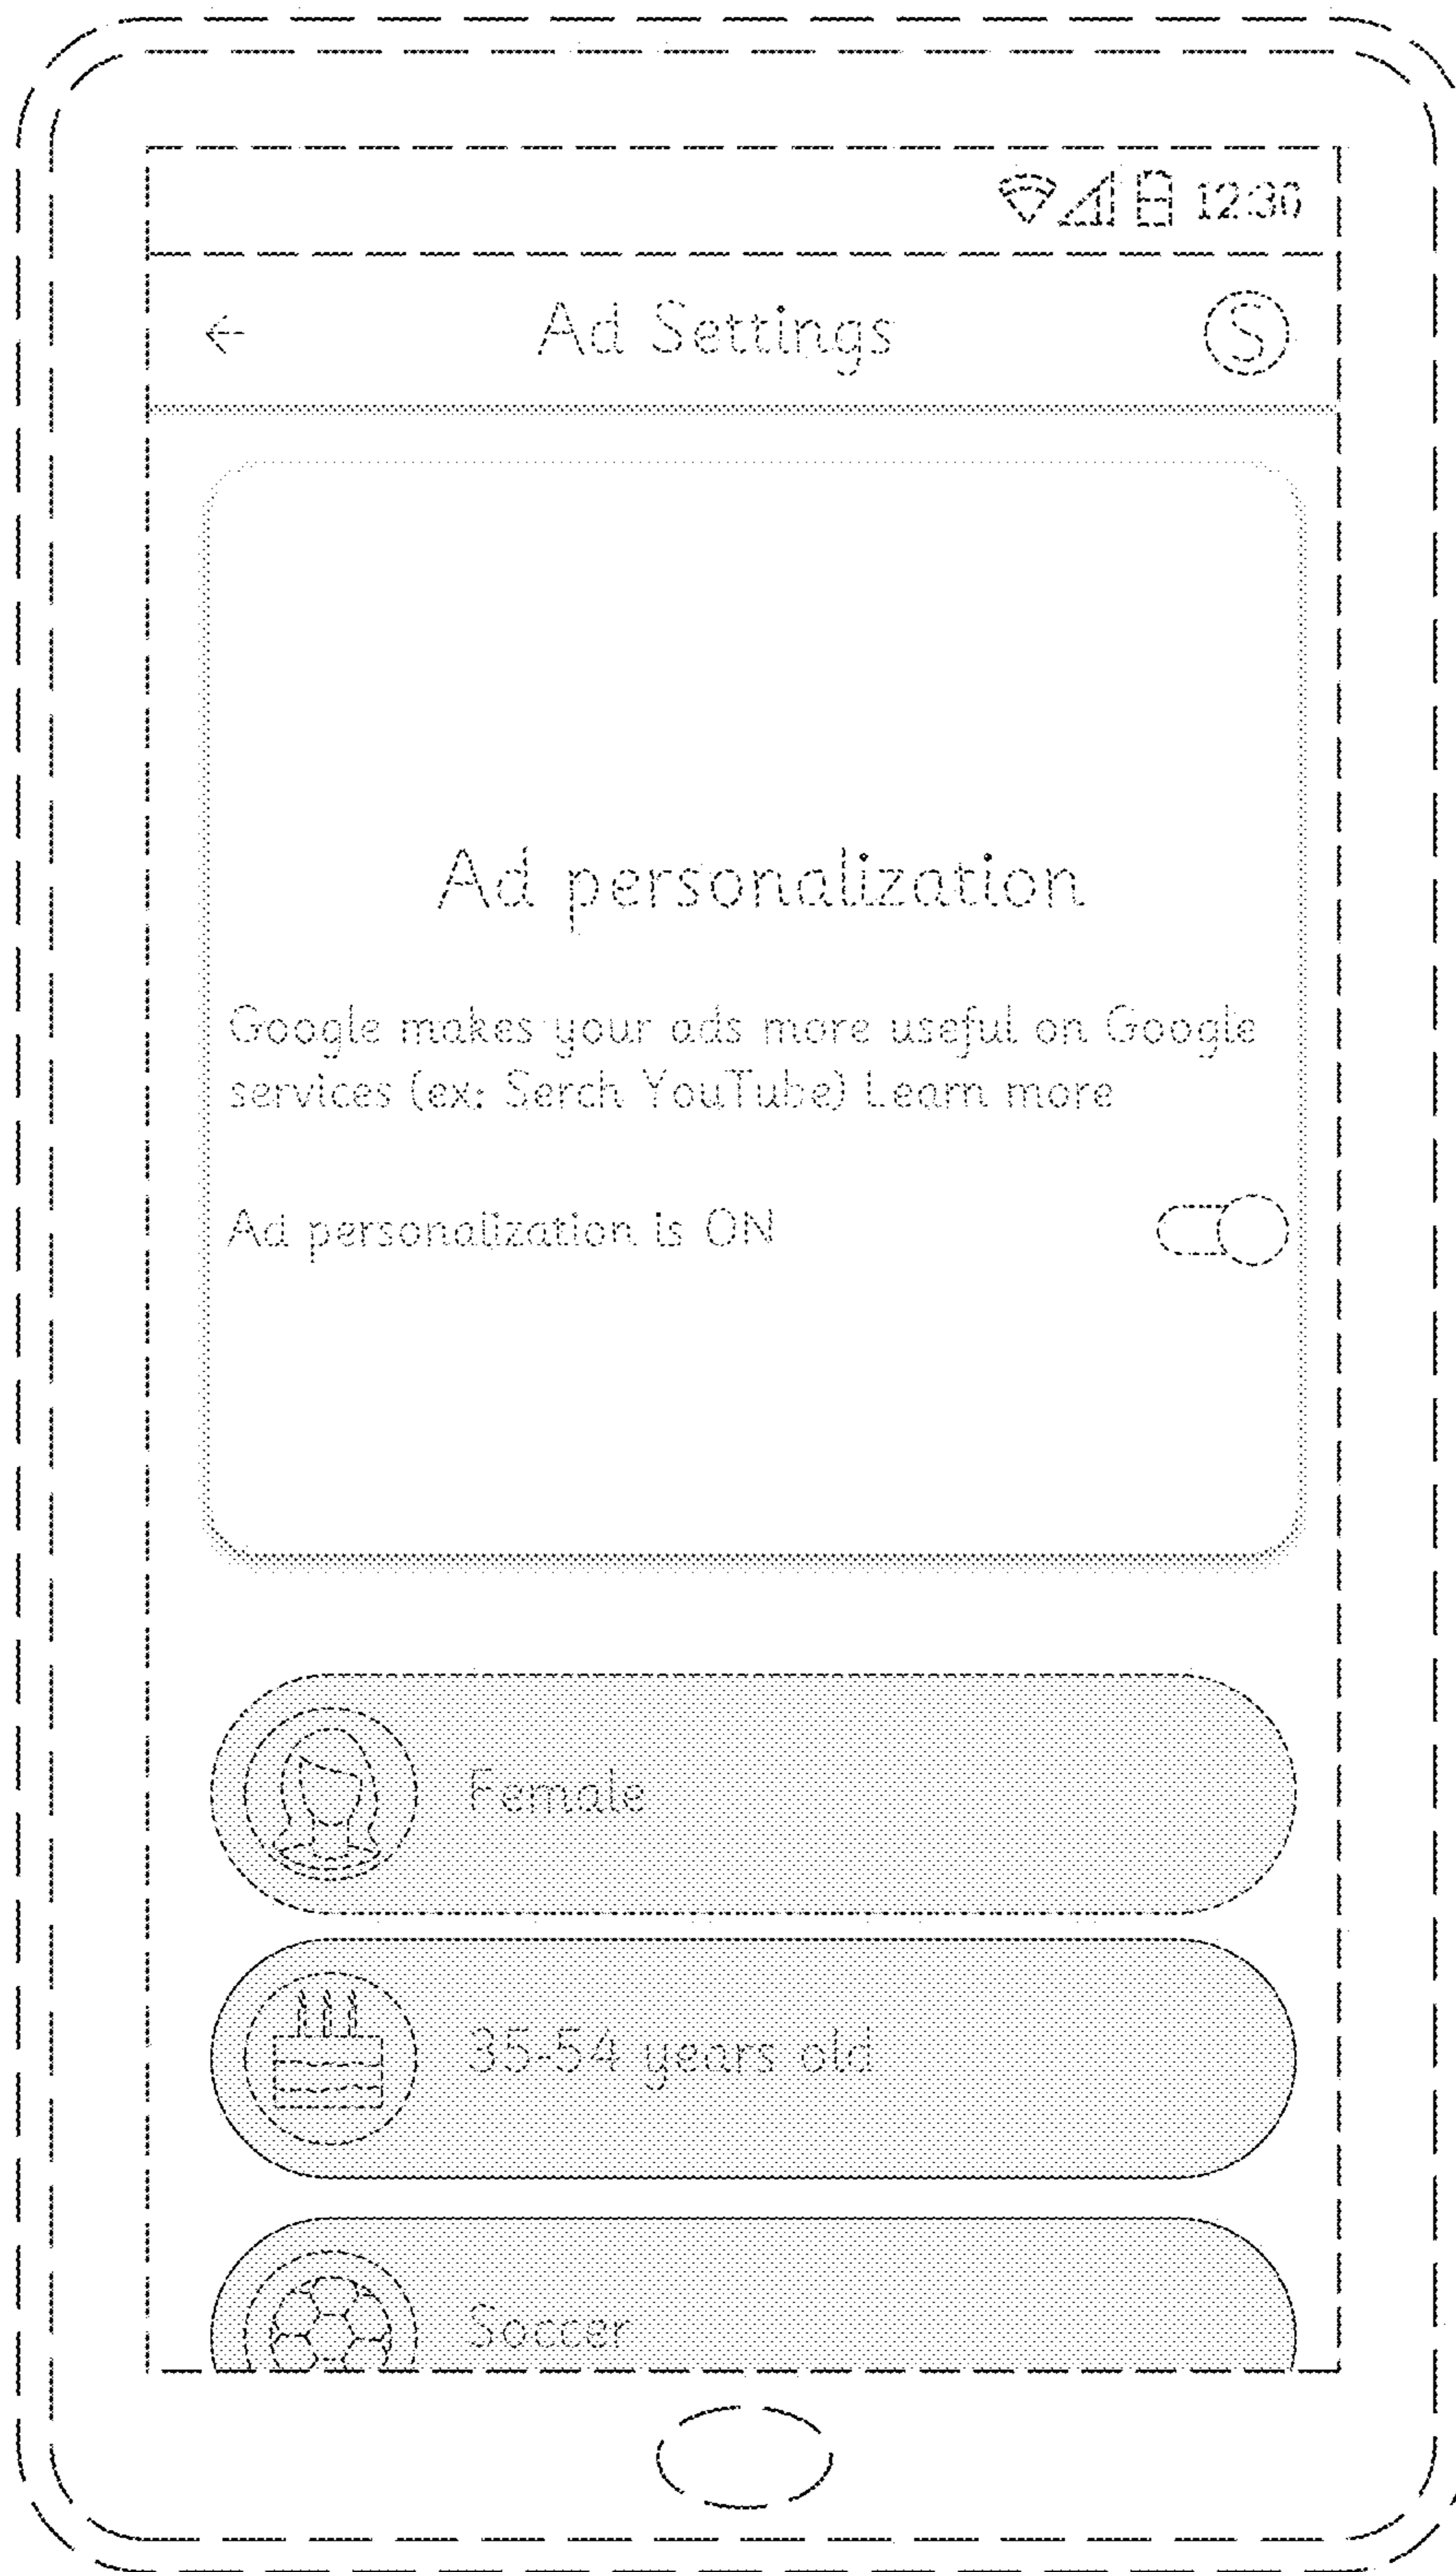 12:30
Ad Settings
S
Ad personalization
Google makes your ads more useful on Google
services (ex: Serch YouTube) Learn more
Ad personalization is ON
Female
35-54 years old
Soccer